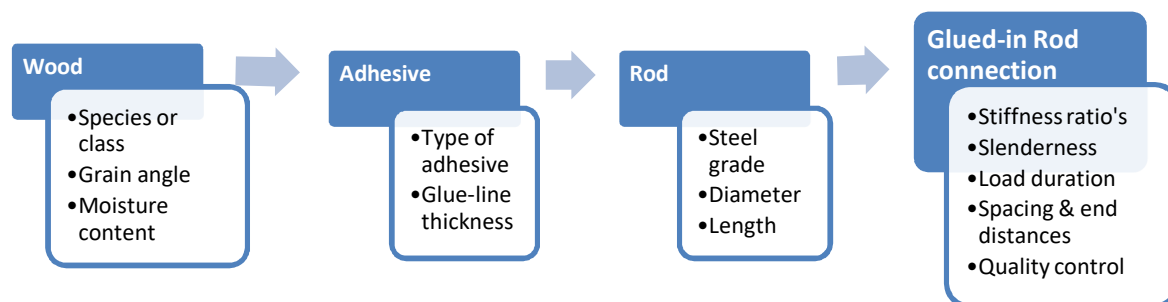 Wood
•Species or
class
•Grain angle
•Moisture
content
Adhesive
•Type of
adhesive
•Glue-line
thickness
Rod
•Steel
grade
•Diameter
•Length
Glued-in Rod
connection
•Stiffness ratio's
•Slenderness
•Load duration
•Spacing & end
distances
•Quality control